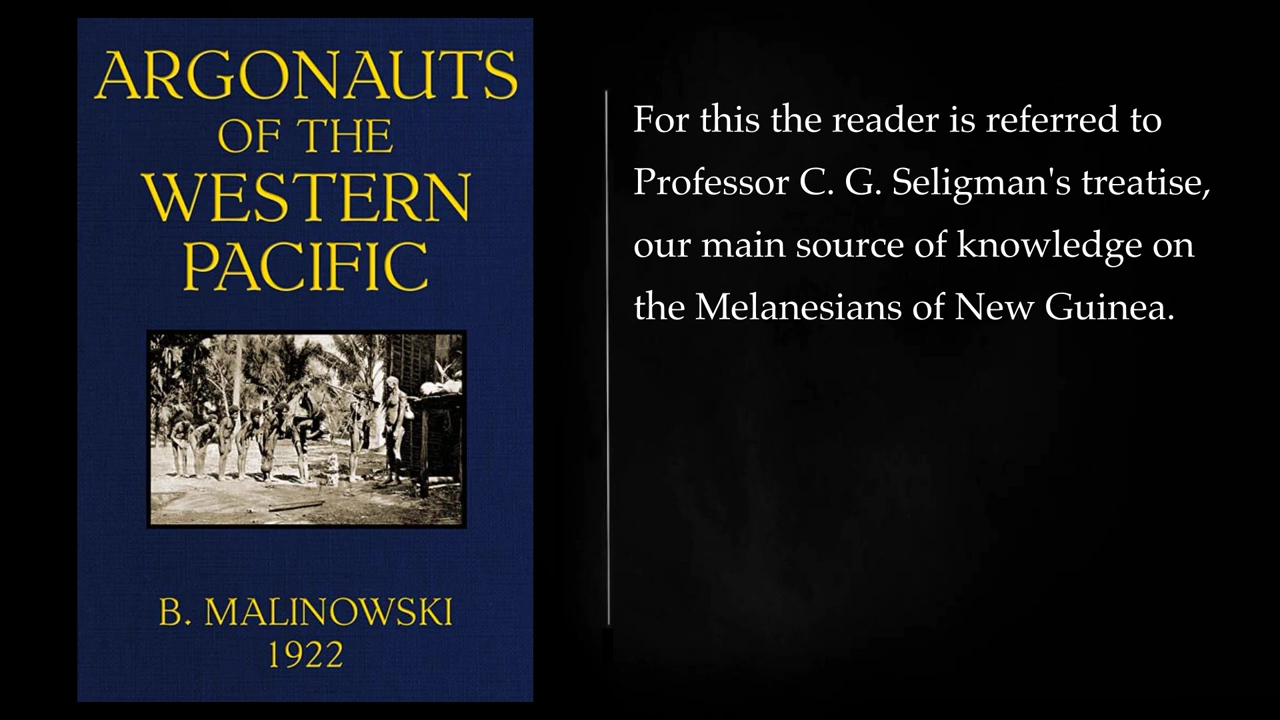 ARGONAUTS
OF THE
WESTERN
PACIFIC
B. MALINOWSKI
1922
For this the reader is referred to
Professor C. G. Seligman's treatise,
our main source of knowledge on
the Melanesians of New Guinea.